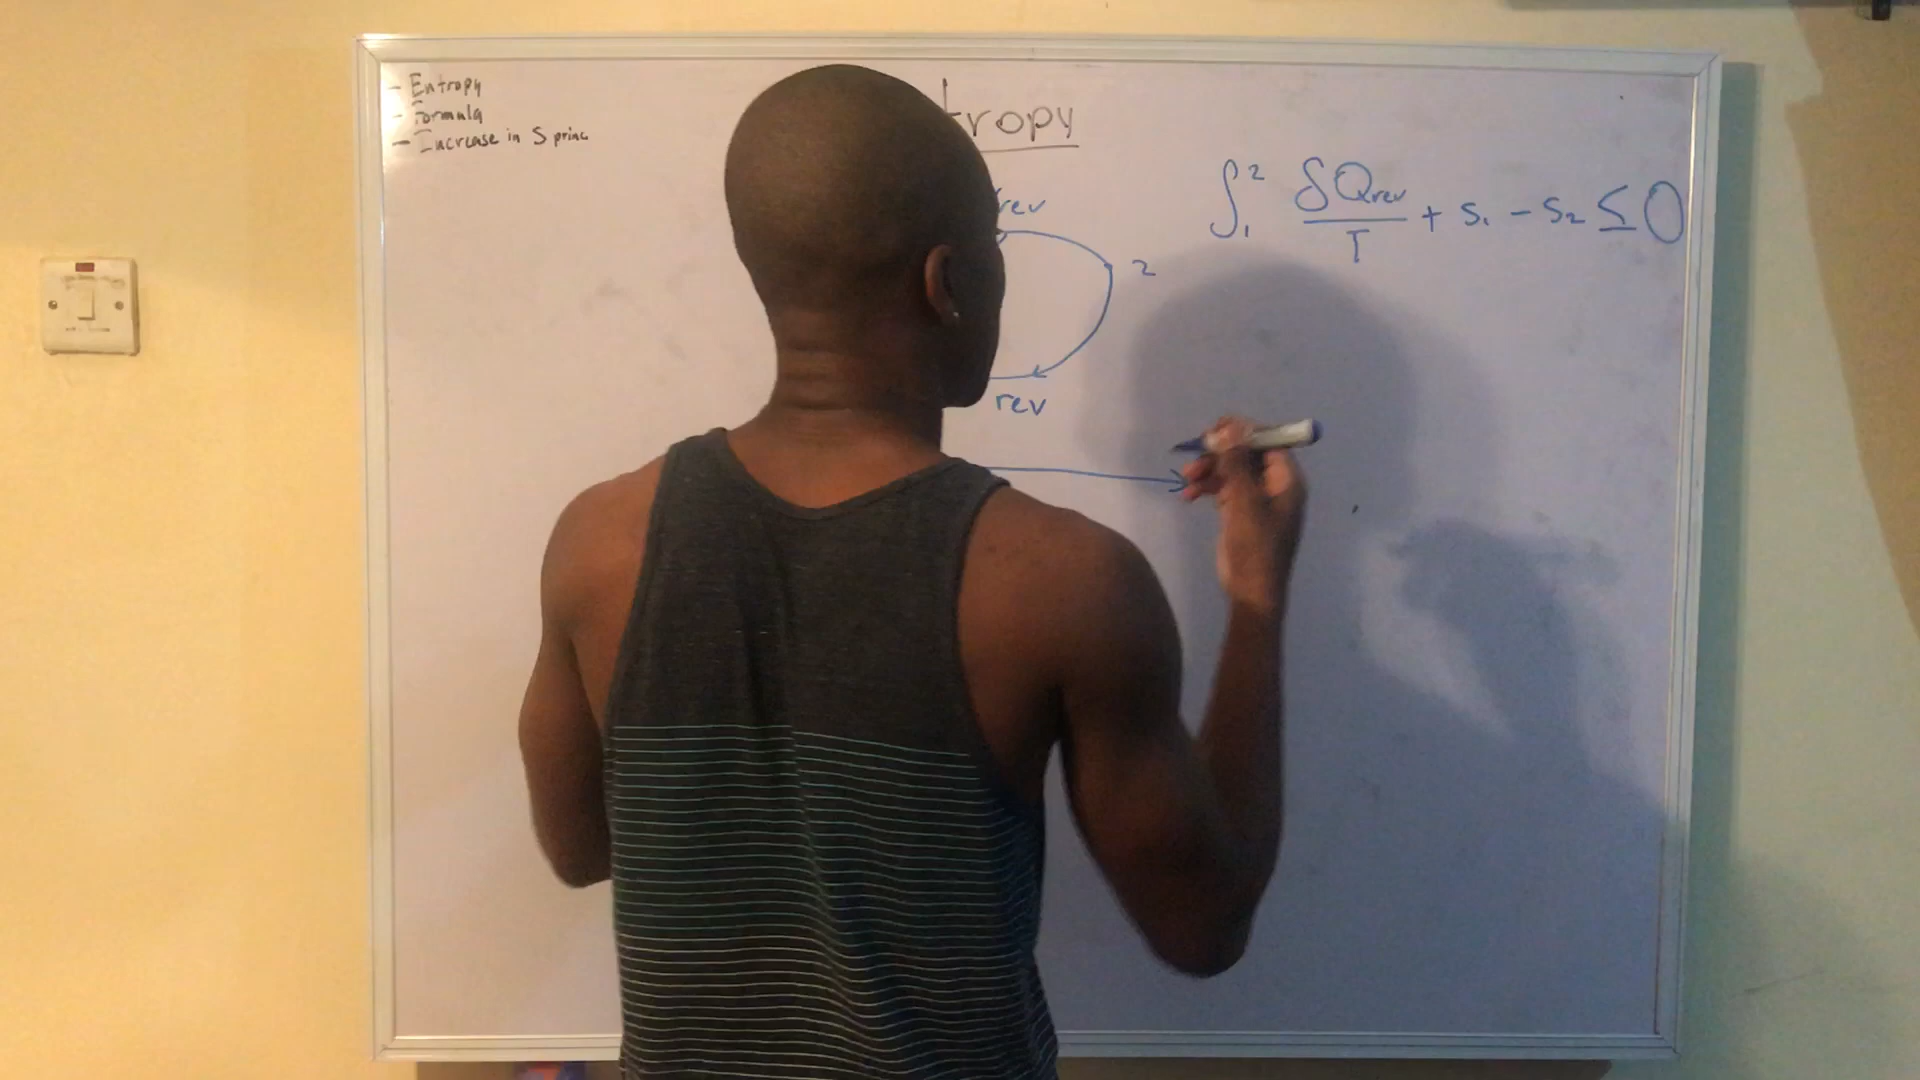 - Entropy
- Formula
- Increase in S princ
tropy
rev
2
rev
∫₁² δQrev/T + S₁ - S₂ ≤ 0